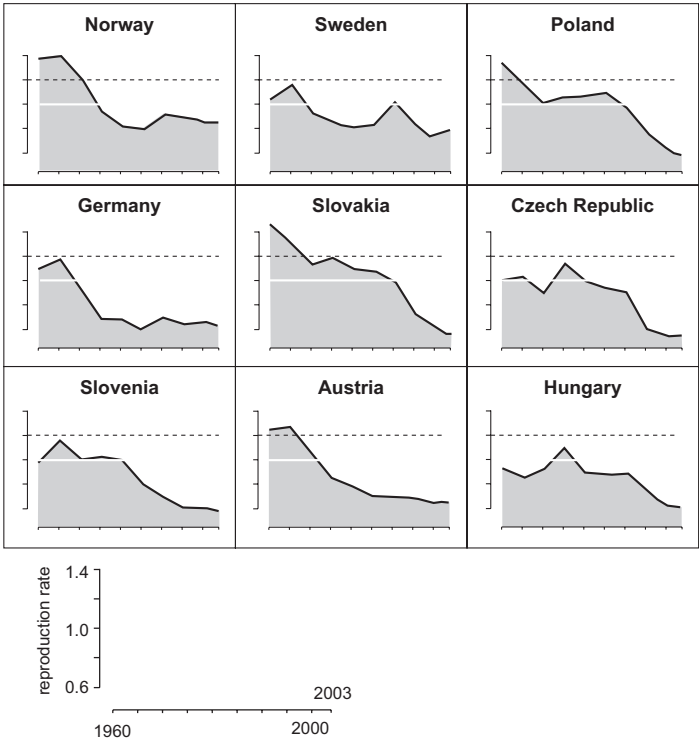 Norway
Sweden
Poland
Germany
Slovakia
Czech Republic
Slovenia
Austria
Hungary
reproduction rate
1.4
1.0
0.6
2003
1960
2000